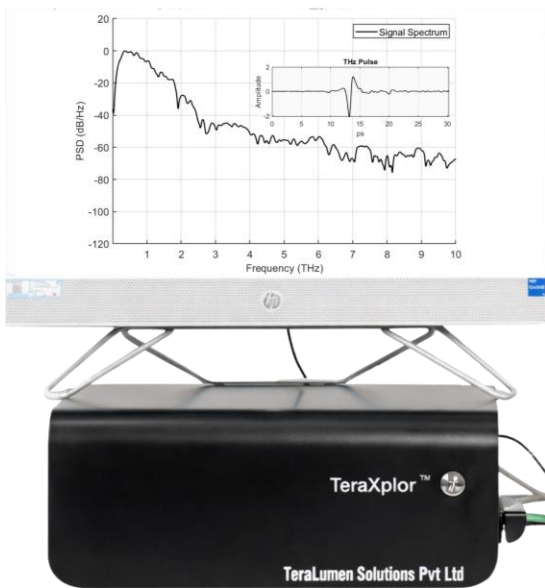 20
0
-20
-40
-60
-80
-100
-120
PSD (dB/Hz)
1 2 3 4 5 6 7 8 9 10
Frequency (THz)
Signal Spectrum
THz Pulse
2
0
-2
Amplitude
0 5 10 15 20 25 30
ps
hp
TeraXplor™
TeraLumen Solutions Pvt Ltd